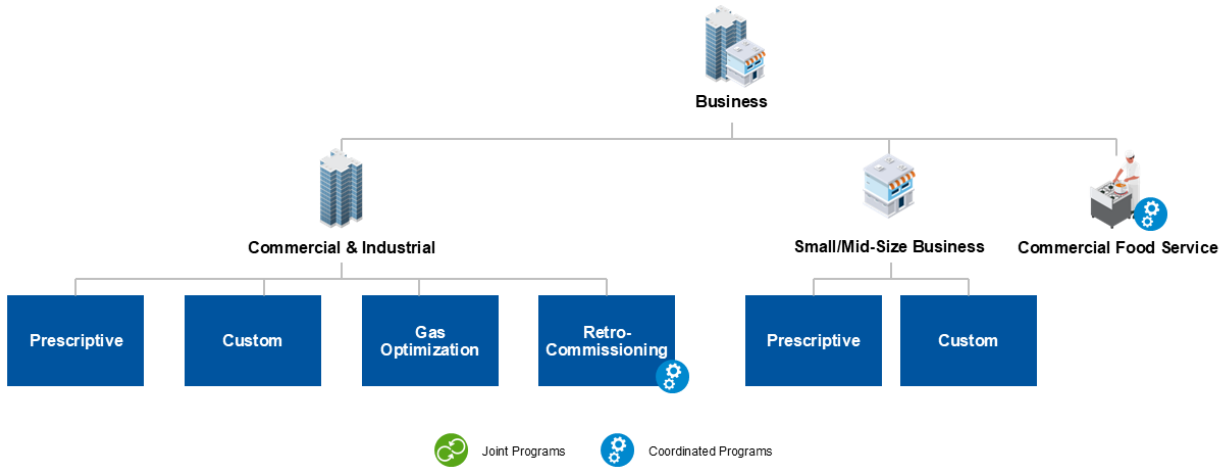 Business
Commercial & Industrial
Small/Mid-Size Business
Commercial Food Service
Prescriptive
Custom
Gas
Optimization
Retro-
Commissioning
Prescriptive
Custom
Joint Programs
Coordinated Programs